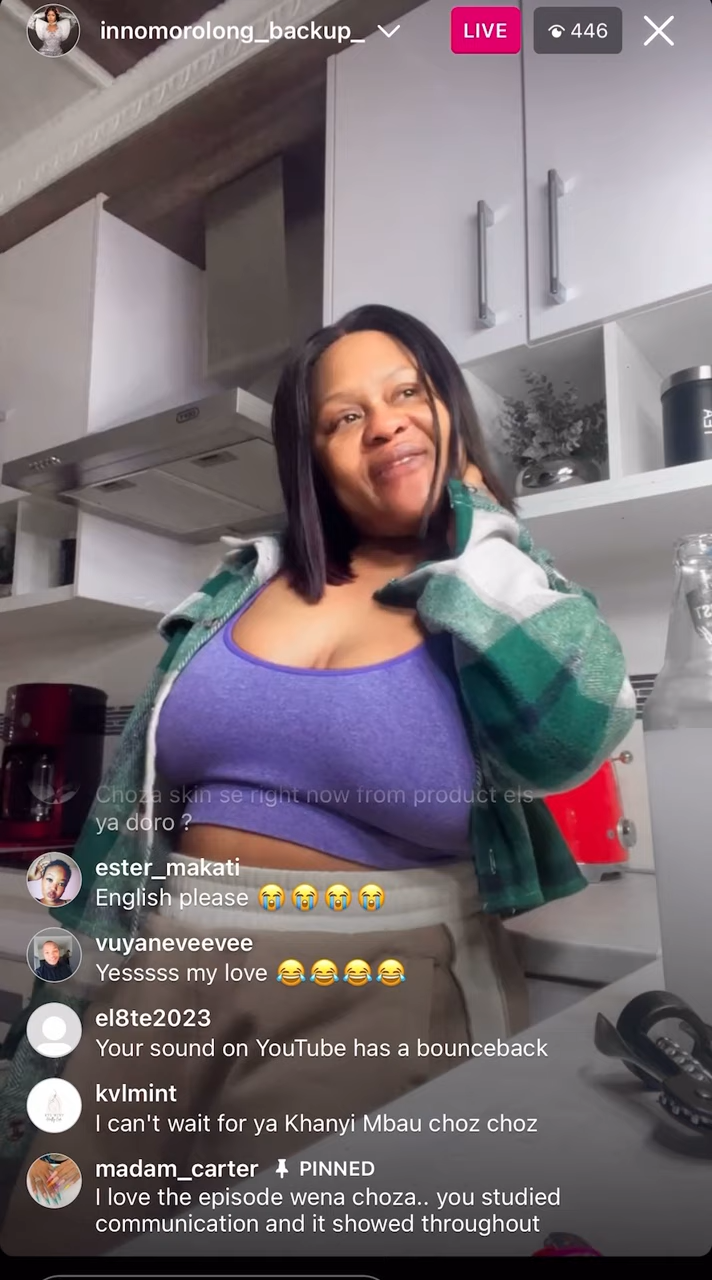 innomorolong_backup_
LIVE
446
TEA
Choza skin se right now from product els
ya doro ?
ester_makati
English please 😭😭😭😭
vuyaneveevee
Yesssss my love 😂😂😂😂
el8te2023
Your sound on YouTube has a bounceback
kvlmint
I can't wait for ya Khanyi Mbau choz choz
madam_carter PINNED
I love the episode wena choza.. you studied
communication and it showed throughout